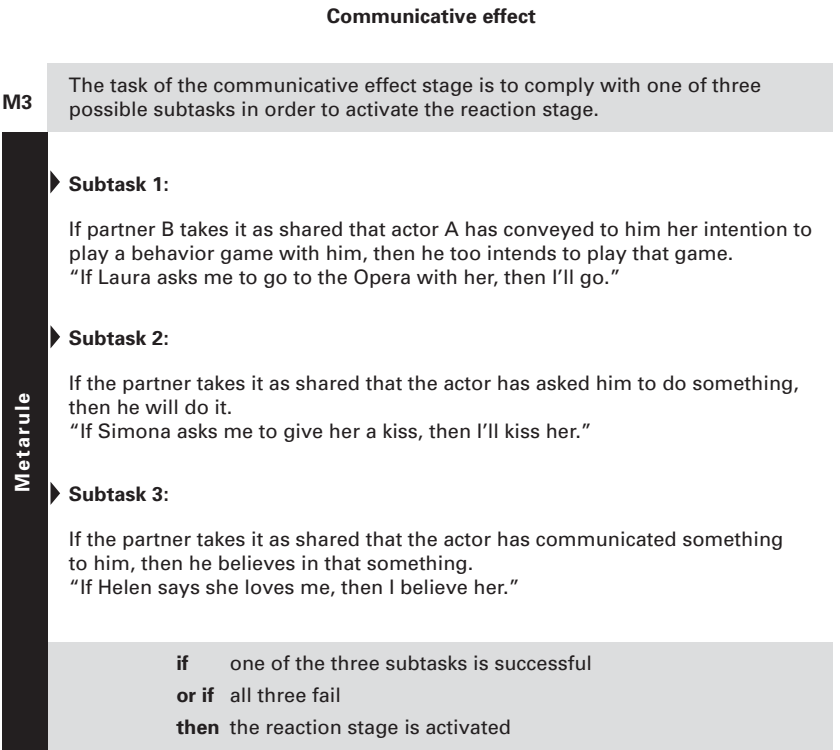 Communicative effect
M3
The task of the communicative effect stage is to comply with one of three
possible subtasks in order to activate the reaction stage.
Metarule
Subtask 1:
If partner B takes it as shared that actor A has conveyed to him her intention to
play a behavior game with him, then he too intends to play that game.
“If Laura asks me to go to the Opera with her, then I’ll go.”
Subtask 2:
If the partner takes it as shared that the actor has asked him to do something,
then he will do it.
“If Simona asks me to give her a kiss, then I’ll kiss her.”
Subtask 3:
If the partner takes it as shared that the actor has communicated something
to him, then he believes in that something.
“If Helen says she loves me, then I believe her.”
if one of the three subtasks is successful
or if all three fail
then the reaction stage is activated